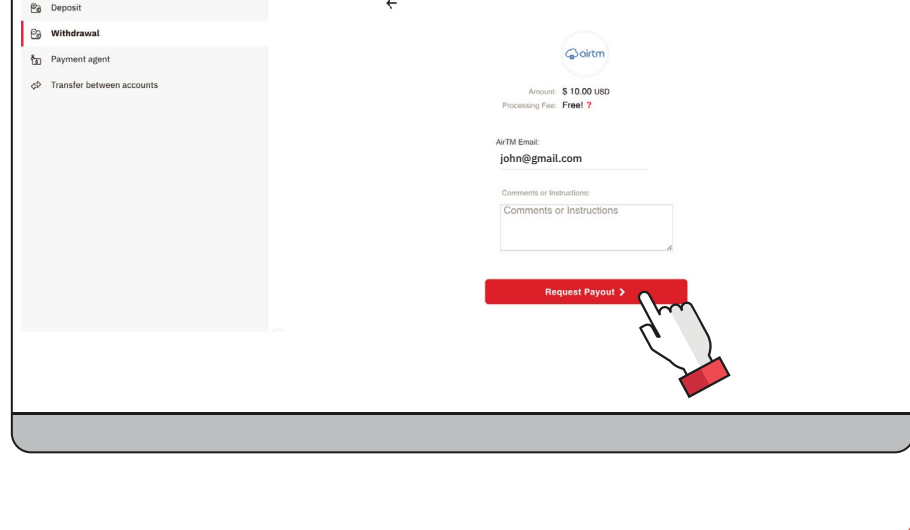 Deposit
Withdrawal
Payment agent
Transfer between accounts
airtm
Amount: $ 10.00 USD
Processing Fee: Free! ?
AirTM Email:
john@gmail.com
Comments or Instructions:
Comments or Instructions
Request Payout